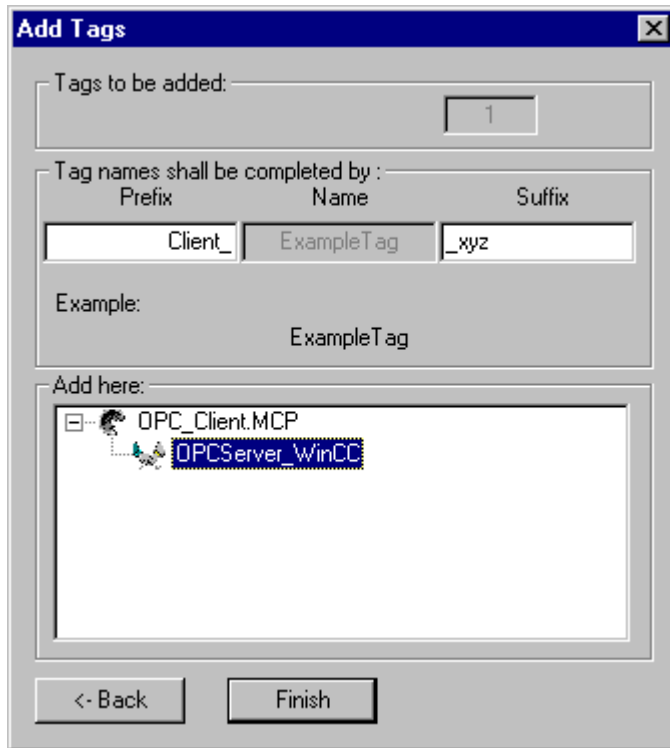 Add Tags
Tags to be added:
1
Tag names shall be completed by :
Prefix Name Suffix
Client_ ExampleTag _xyz
Example:
ExampleTag
Add here:
OPC_Client.MCP
OPCServer_WinCC
<- Back Finish